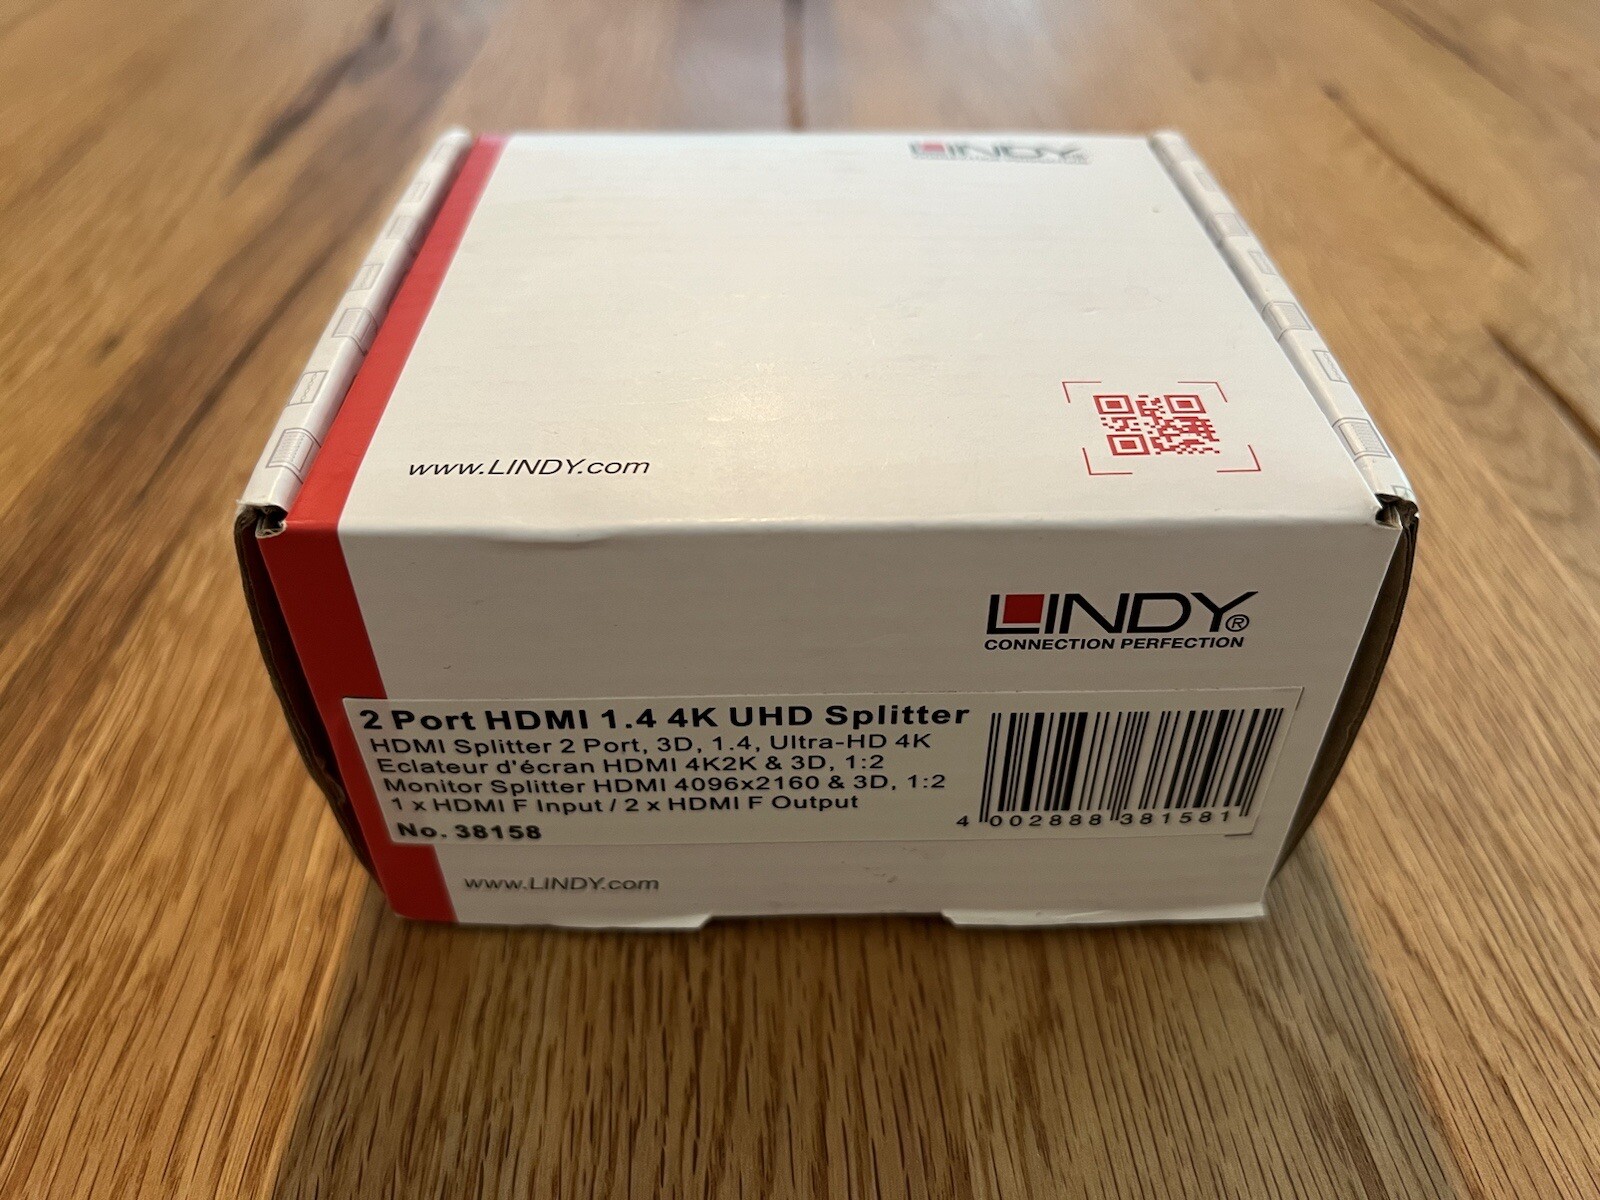 LINDY
www.LINDY.com
LINDY®
CONNECTION PERFECTION
2 Port HDMI 1.4 4K UHD Splitter
HDMI Splitter 2 Port, 3D, 1.4, Ultra-HD 4K
Eclateur d'écran HDMI 4K2K & 3D, 1:2
Monitor Splitter HDMI 4096x2160 & 3D, 1:2
1 x HDMI F Input / 2 x HDMI F Output
No. 38158
4 002888 381581
www.LINDY.com